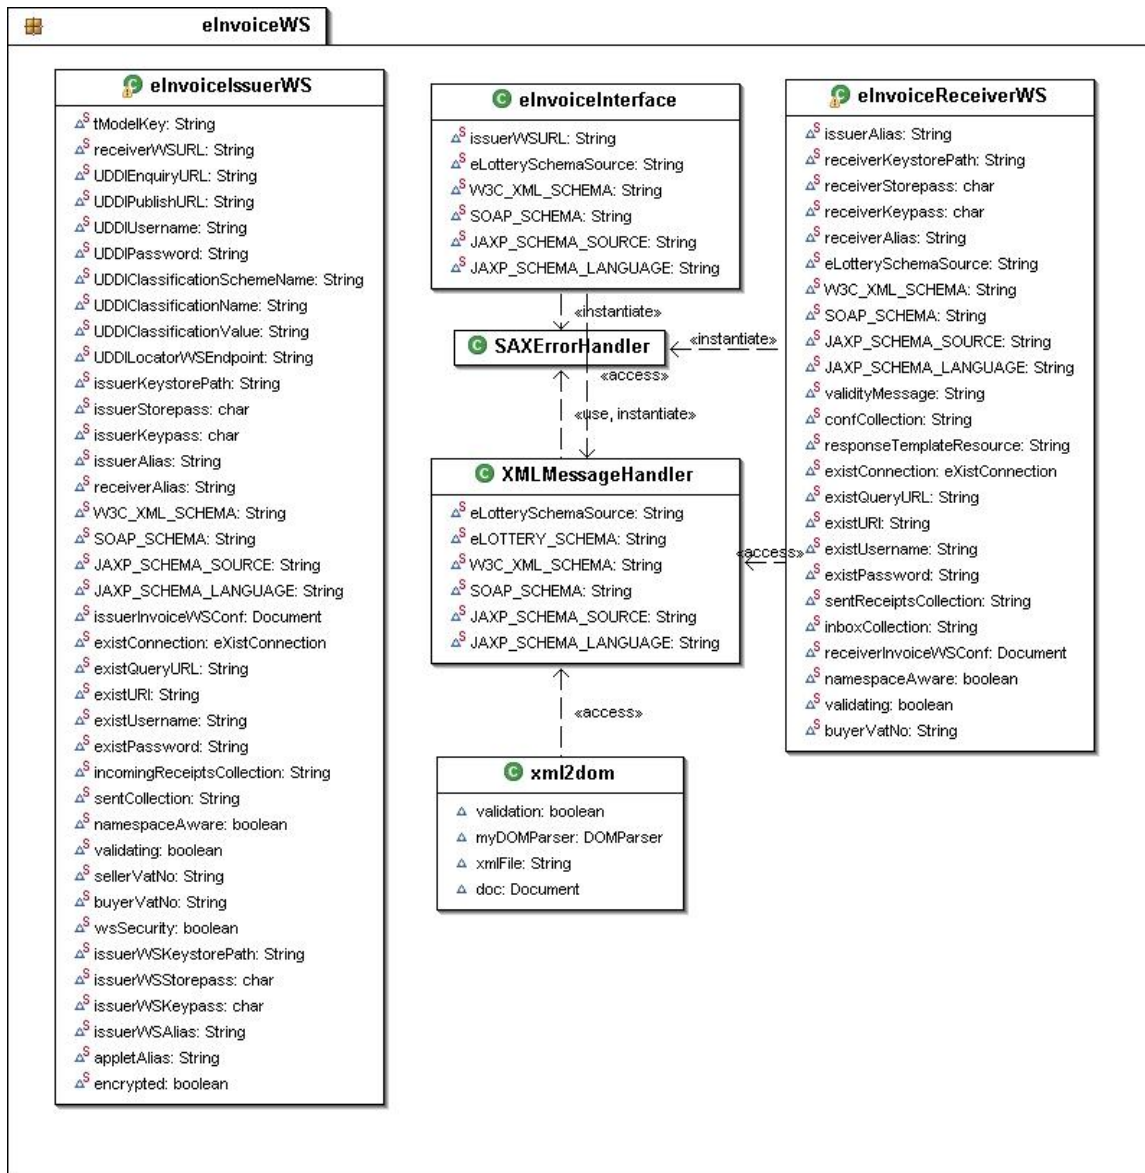 eInvoiceWS
eInvoiceIssuerWS
tModelKey: String
receiverWSURL: String
UDDIEnquiryURL: String
UDDIPublishURL: String
UDDIUsername: String
UDDIPassword: String
UDDIClassificationSchemeName: String
UDDIClassificationName: String
UDDIClassificationValue: String
UDDILocatorWSEndpoint: String
issuerKeystorePath: String
issuerStorepass: char
issuerKeypass: char
issuerAlias: String
receiverAlias: String
W3C_XML_SCHEMA: String
SOAP_SCHEMA: String
JAXP_SCHEMA_SOURCE: String
JAXP_SCHEMA_LANGUAGE: String
issuerInvoiceWSConf: Document
existConnection: eXistConnection
existQueryURL: String
existURI: String
existUsername: String
existPassword: String
incomingReceiptsCollection: String
sentCollection: String
namespaceAware: boolean
validating: boolean
sellerVatNo: String
buyerVatNo: String
wsSecurity: boolean
issuerWSKeystorePath: String
issuerWSStorepass: char
issuerWSKeypass: char
issuerWSAlias: String
appletAlias: String
encrypted: boolean
eInvoiceInterface
issuerWSURL: String
eLotterySchemaSource: String
W3C_XML_SCHEMA: String
SOAP_SCHEMA: String
JAXP_SCHEMA_SOURCE: String
JAXP_SCHEMA_LANGUAGE: String
«instantiate»
SAXErrorHandler
«instantiate»
«access»
«use, instantiate»
XMLMessageHandler
eLotterySchemaSource: String
eLOTTERY_SCHEMA: String
W3C_XML_SCHEMA: String
SOAP_SCHEMA: String
JAXP_SCHEMA_SOURCE: String
JAXP_SCHEMA_LANGUAGE: String
«access»
«access»
xml2dom
validation: boolean
myDOMParser: DOMParser
xmlFile: String
doc: Document
eInvoiceReceiverWS
issuerAlias: String
receiverKeystorePath: String
receiverStorepass: char
receiverKeypass: char
receiverAlias: String
eLotterySchemaSource: String
W3C_XML_SCHEMA: String
SOAP_SCHEMA: String
JAXP_SCHEMA_SOURCE: String
JAXP_SCHEMA_LANGUAGE: String
validityMessage: String
confCollection: String
responseTemplateResource: String
existConnection: eXistConnection
existQueryURL: String
existURI: String
existUsername: String
existPassword: String
sentReceiptsCollection: String
inboxCollection: String
receiverInvoiceWSConf: Document
namespaceAware: boolean
validating: boolean
buyerVatNo: String